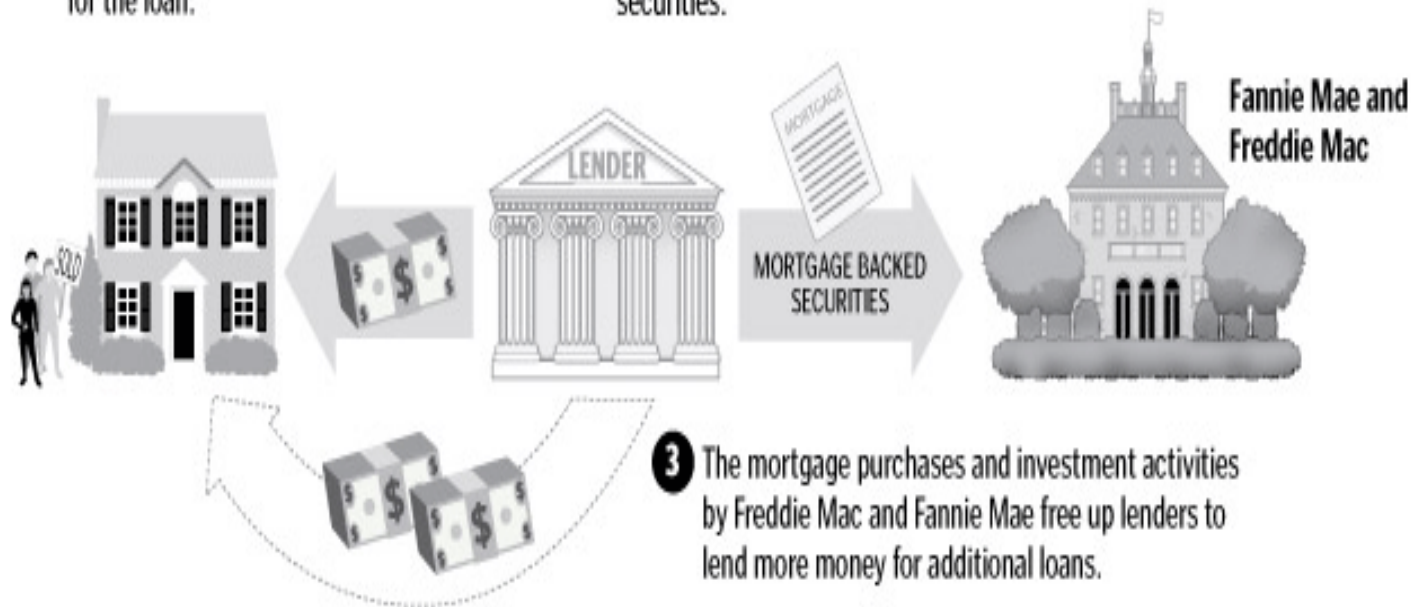 for the loan.
securities.
Fannie Mae and
Freddie Mac
MORTGAGE
LENDER
SOLD
MORTGAGE BACKED
SECURITIES
3 The mortgage purchases and investment activities
by Freddie Mac and Fannie Mae free up lenders to
lend more money for additional loans.